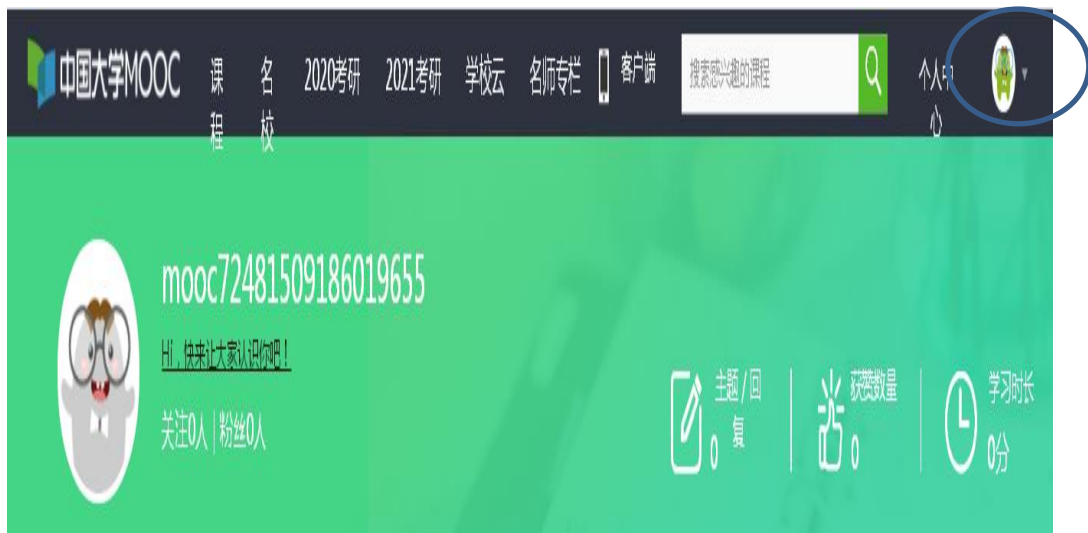 中国大学MOOC 课程 名校 2020考研 2021考研 学校云 名师专栏 客户端 搜索感兴趣的课程 个人中心
mooc72481509186019655
Hi，快来让大家认识你吧！
关注0人 | 粉丝0人
主题 / 回复 0
获赞数量 0
学习时长 0分